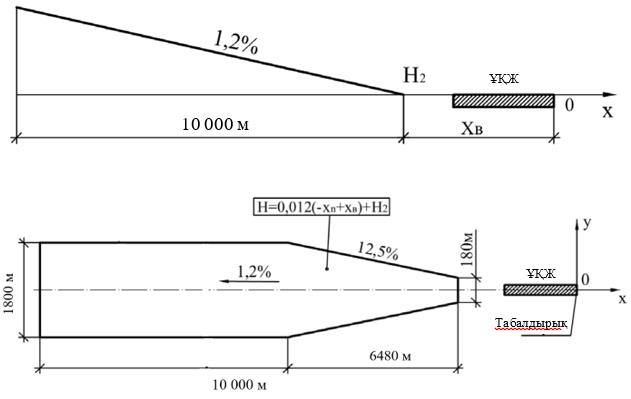 1,2%
H₂
ҰҚЖ
0
x
10 000 м
Xв
H=0,012(-xп+xв)+H₂
12,5%
180м
y
1,2%
ҰҚЖ
0
x
1800 м
Табалдырық
6480 м
10 000 м